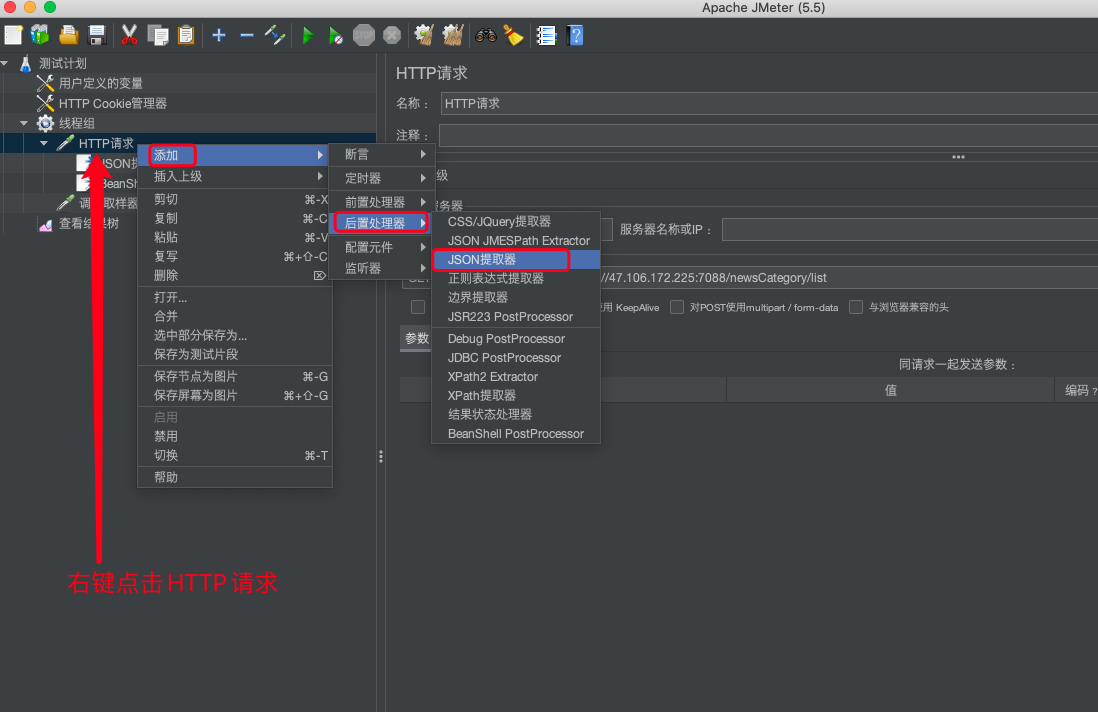 Apache JMeter (5.5)
STOP
测试计划
用户定义的变量
HTTP Cookie管理器
线程组
HTTP请求
JSON提
BeanSh
调 取样器
查看结果树
添加
插入上级
剪切 ⌘-X
复制 ⌘-C
粘贴 ⌘-V
复写 ⌘+⇧-C
删除 ⌦
打开...
合并
选中部分保存为...
保存为测试片段
保存节点为图片 ⌘-G
保存屏幕为图片 ⌘+⇧-G
启用
禁用
切换 ⌘-T
帮助
断言
定时器
前置处理器
后置处理器
配置元件
监听器
CSS/JQuery提取器
JSON JMESPath Extractor
JSON提取器
正则表达式提取器
边界提取器
JSR223 PostProcessor
Debug PostProcessor
JDBC PostProcessor
XPath2 Extractor
XPath提取器
结果状态处理器
BeanShell PostProcessor
HTTP请求
名称： HTTP请求
注释：
级
务器
服务器名称或IP：
//47.106.172.225:7088/newsCategory/list
用 KeepAlive 对POST使用multipart / form-data 与浏览器兼容的头
参数
同请求一起发送参数：
值 编码 ?
右键点击HTTP请求